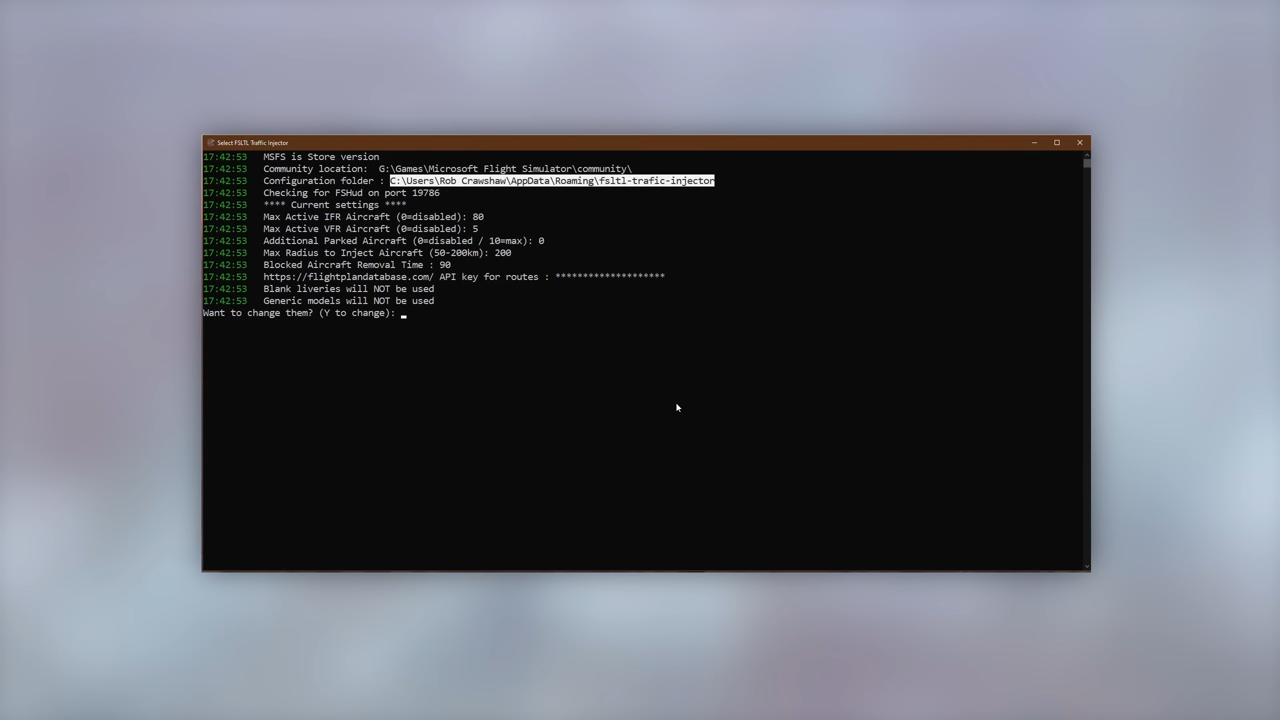 Select FSLTL Traffic Injector
17:42:53 MSFS is Store version
17:42:53 Community location: G:\Games\Microsoft Flight Simulator\community\
17:42:53 Configuration folder : C:\Users\Rob Crawshaw\AppData\Roaming\fsltl-trafic-injector
17:42:53 Checking for FSHud on port 19786
17:42:53 **** Current settings ****
17:42:53 Max Active IFR Aircraft (0=disabled): 80
17:42:53 Max Active VFR Aircraft (0=disabled): 5
17:42:53 Additional Parked Aircraft (0=disabled / 10=max): 0
17:42:53 Max Radius to Inject Aircraft (50-200km): 200
17:42:53 Blocked Aircraft Removal Time : 90
17:42:53 https://flightplandatabase.com/ API key for routes : ********************
17:42:53 Blank liveries will NOT be used
17:42:53 Generic models will NOT be used
Want to change them? (Y to change):